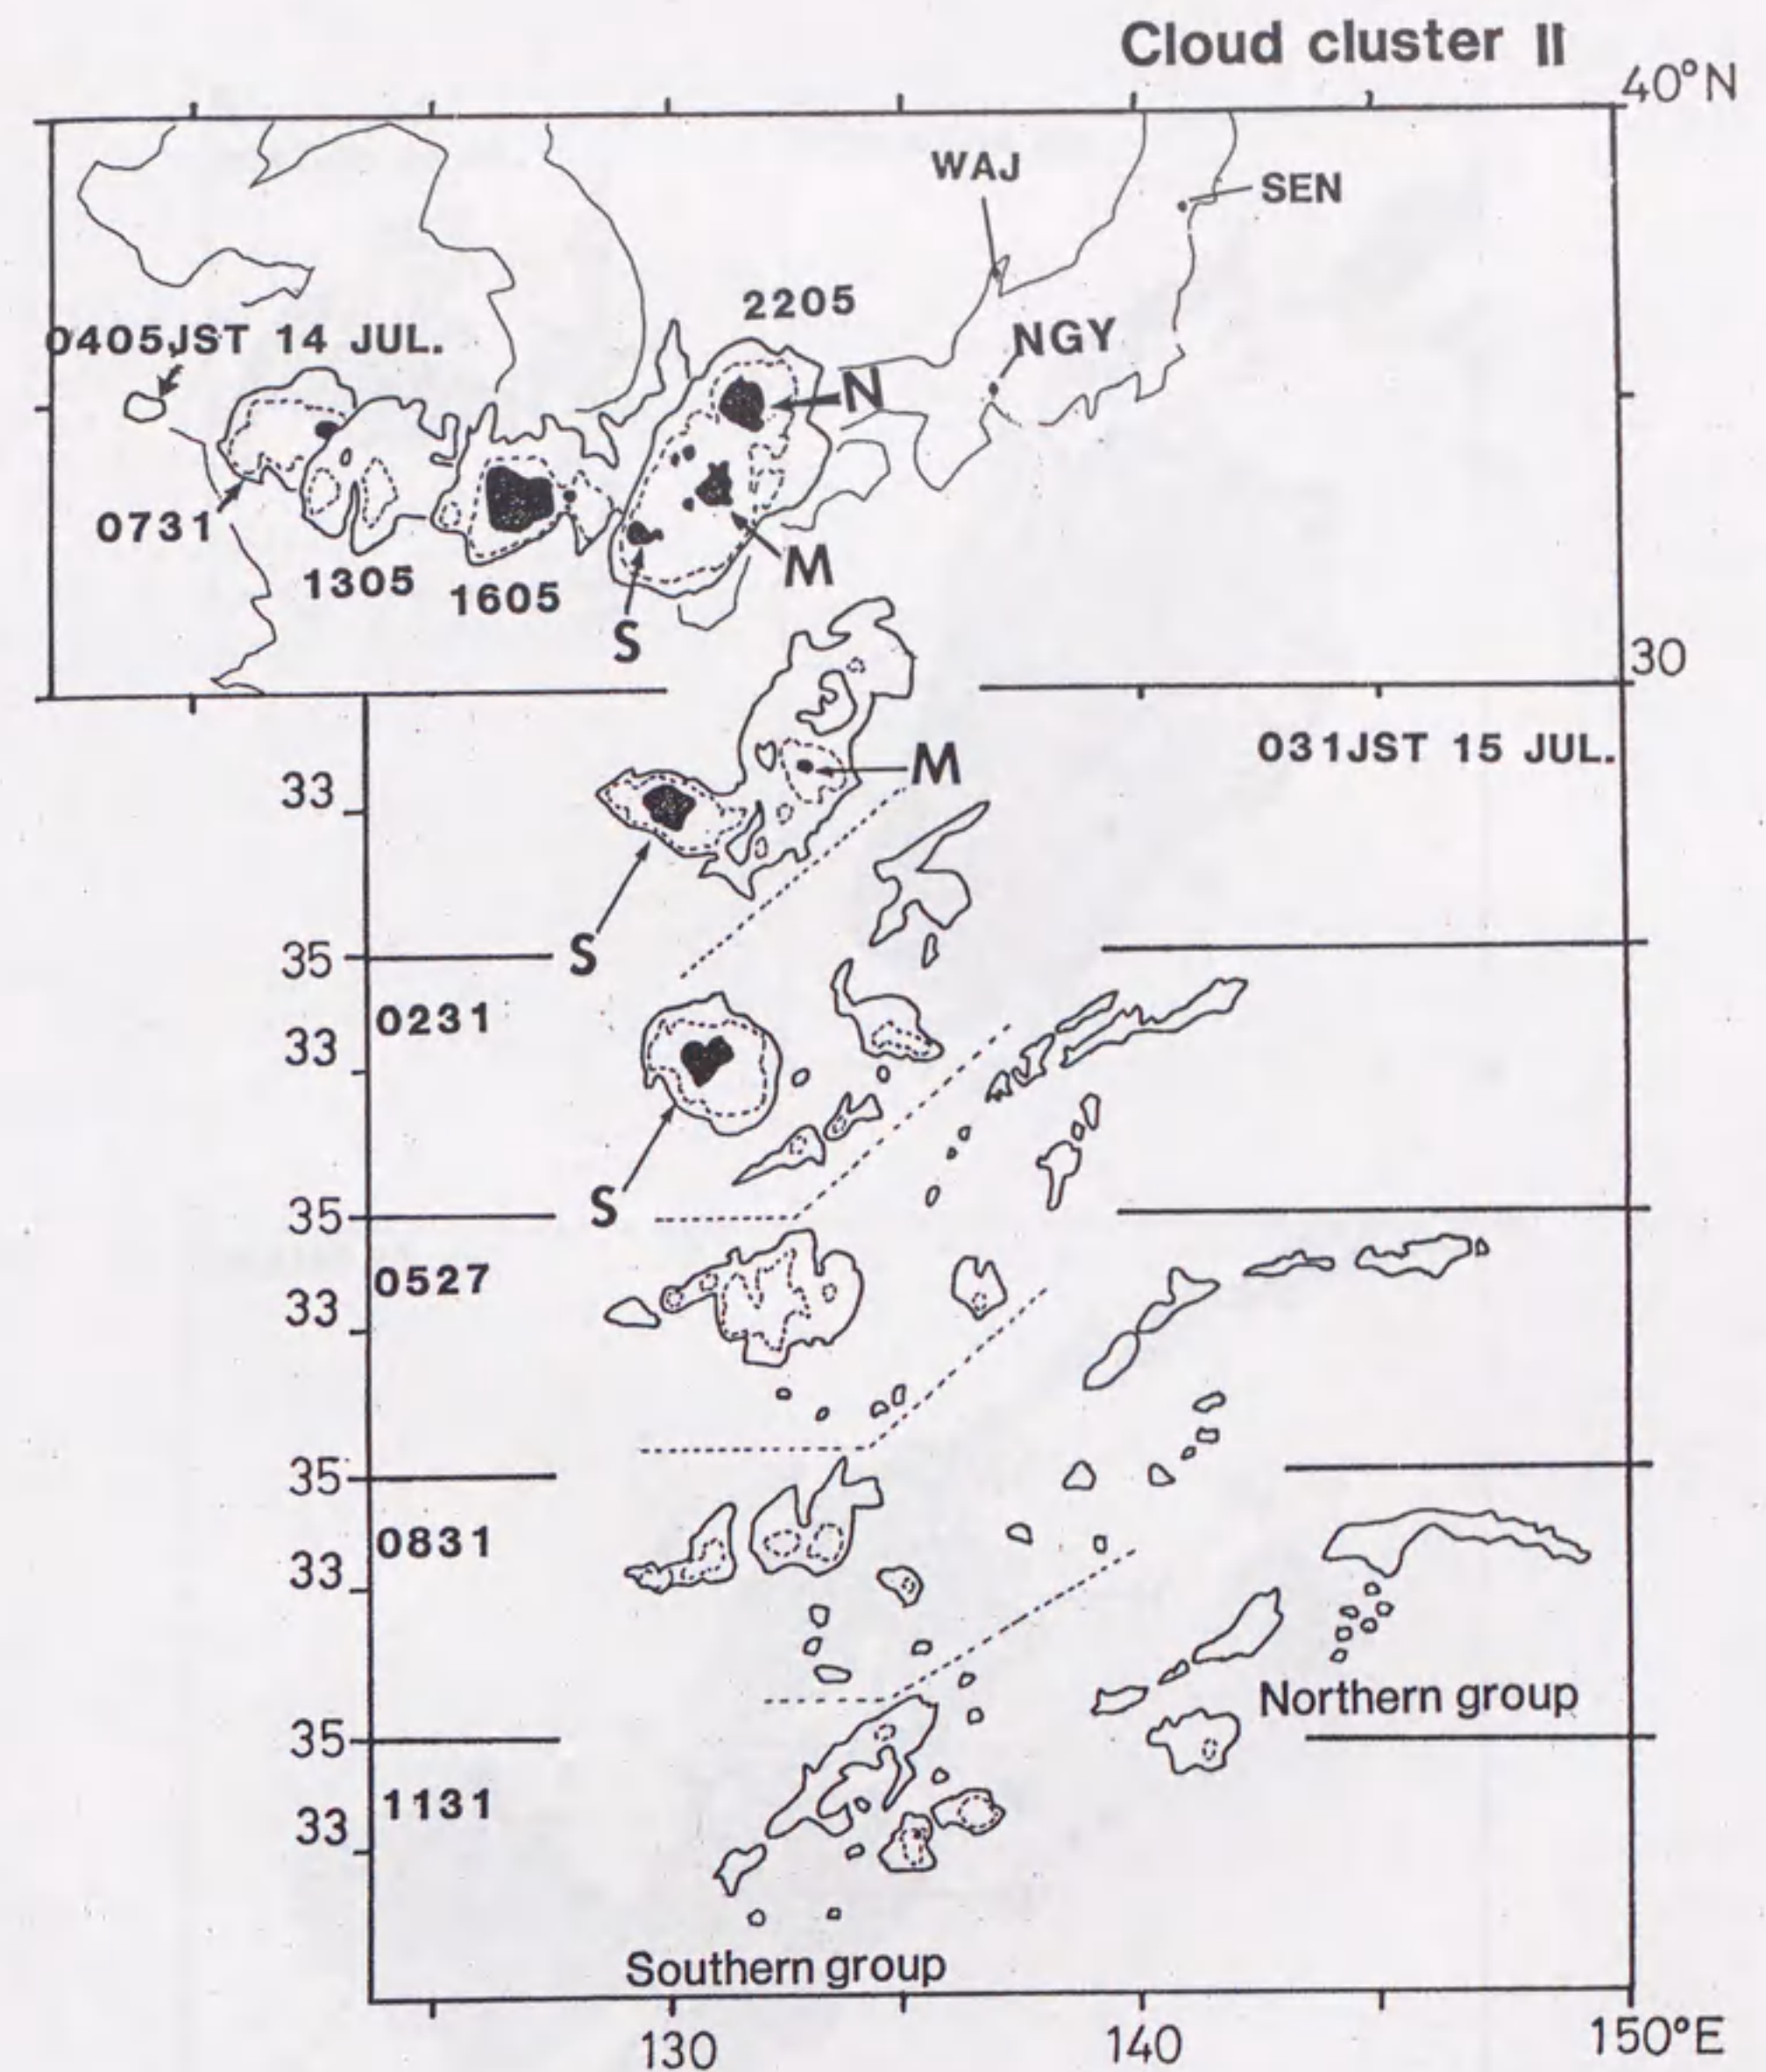 Cloud cluster II
40°N
WAJ
SEN
2205
NGY
0405JST 14 JUL.
N
0731
1305
1605
M
S
30
031JST 15 JUL.
M
33
S
35
0231
33
S
35
0527
33
35
0831
33
Northern group
35
1131
33
Southern group
130 140 150°E